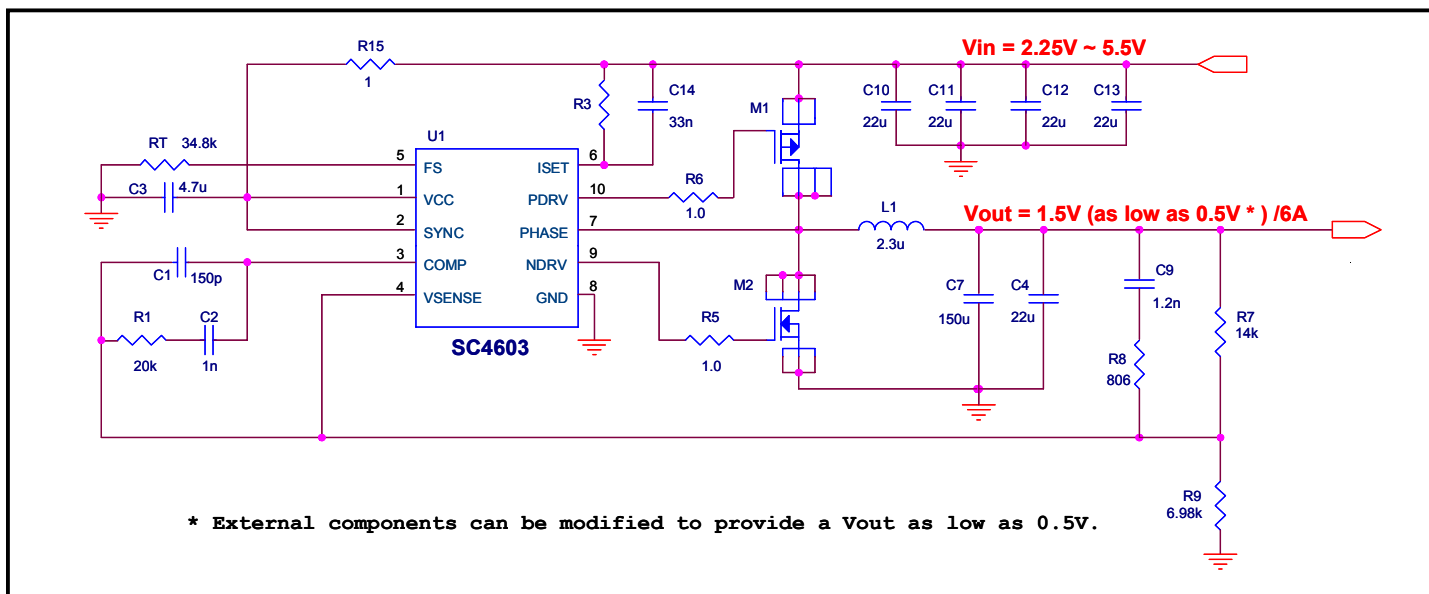 Vin = 2.25V ~ 5.5V
R15
1
R3
C14
33n
M1
C10
22u
C11
22u
C12
22u
C13
22u
U1
RT 34.8k
5 FS
ISET 6
C3 4.7u
1 VCC
PDRV 10
R6
1.0
2 SYNC
PHASE 7
L1
2.3u
Vout = 1.5V (as low as 0.5V * ) /6A
3 COMP
NDRV 9
C1 150p
4 VSENSE
GND 8
M2
R1
20k
C2
1n
SC4603
R5
1.0
C7
150u
C4
22u
C9
1.2n
R8
806
R7
14k
R9
6.98k
* External components can be modified to provide a Vout as low as 0.5V.